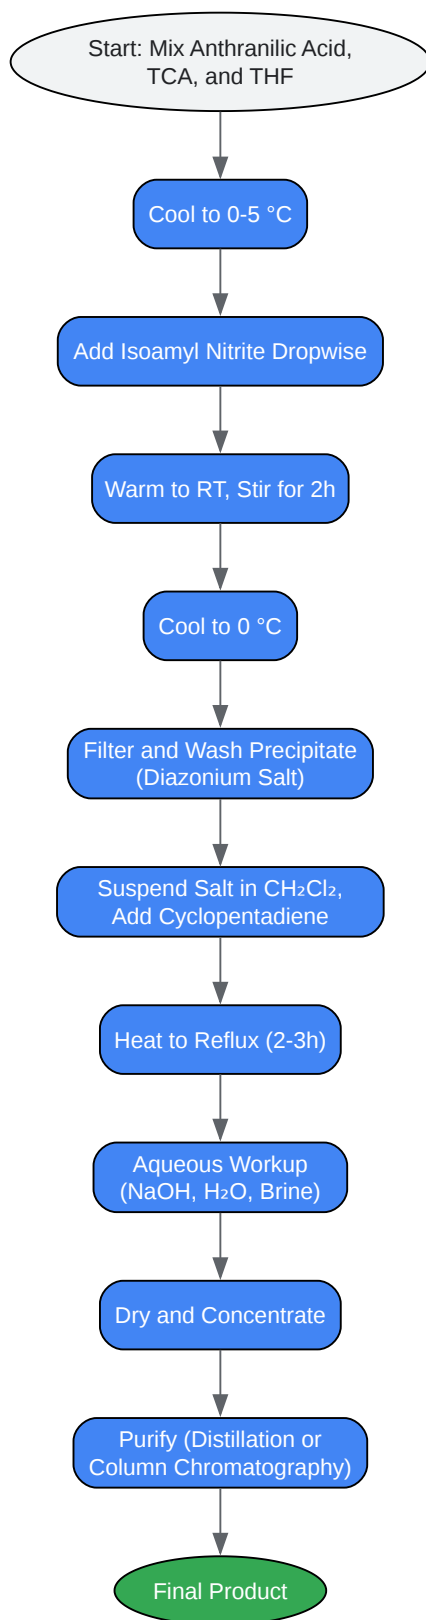 Start: Mix Anthranilic Acid,
TCA, and THF
Cool to 0-5 °C
Add Isoamyl Nitrite Dropwise
Warm to RT, Stir for 2h
Cool to 0 °C
Filter and Wash Precipitate
(Diazonium Salt)
Suspend Salt in CH₂Cl₂,
Add Cyclopentadiene
Heat to Reflux (2-3h)
Aqueous Workup
(NaOH, H₂O, Brine)
Dry and Concentrate
Purify (Distillation or
Column Chromatography)
Final Product